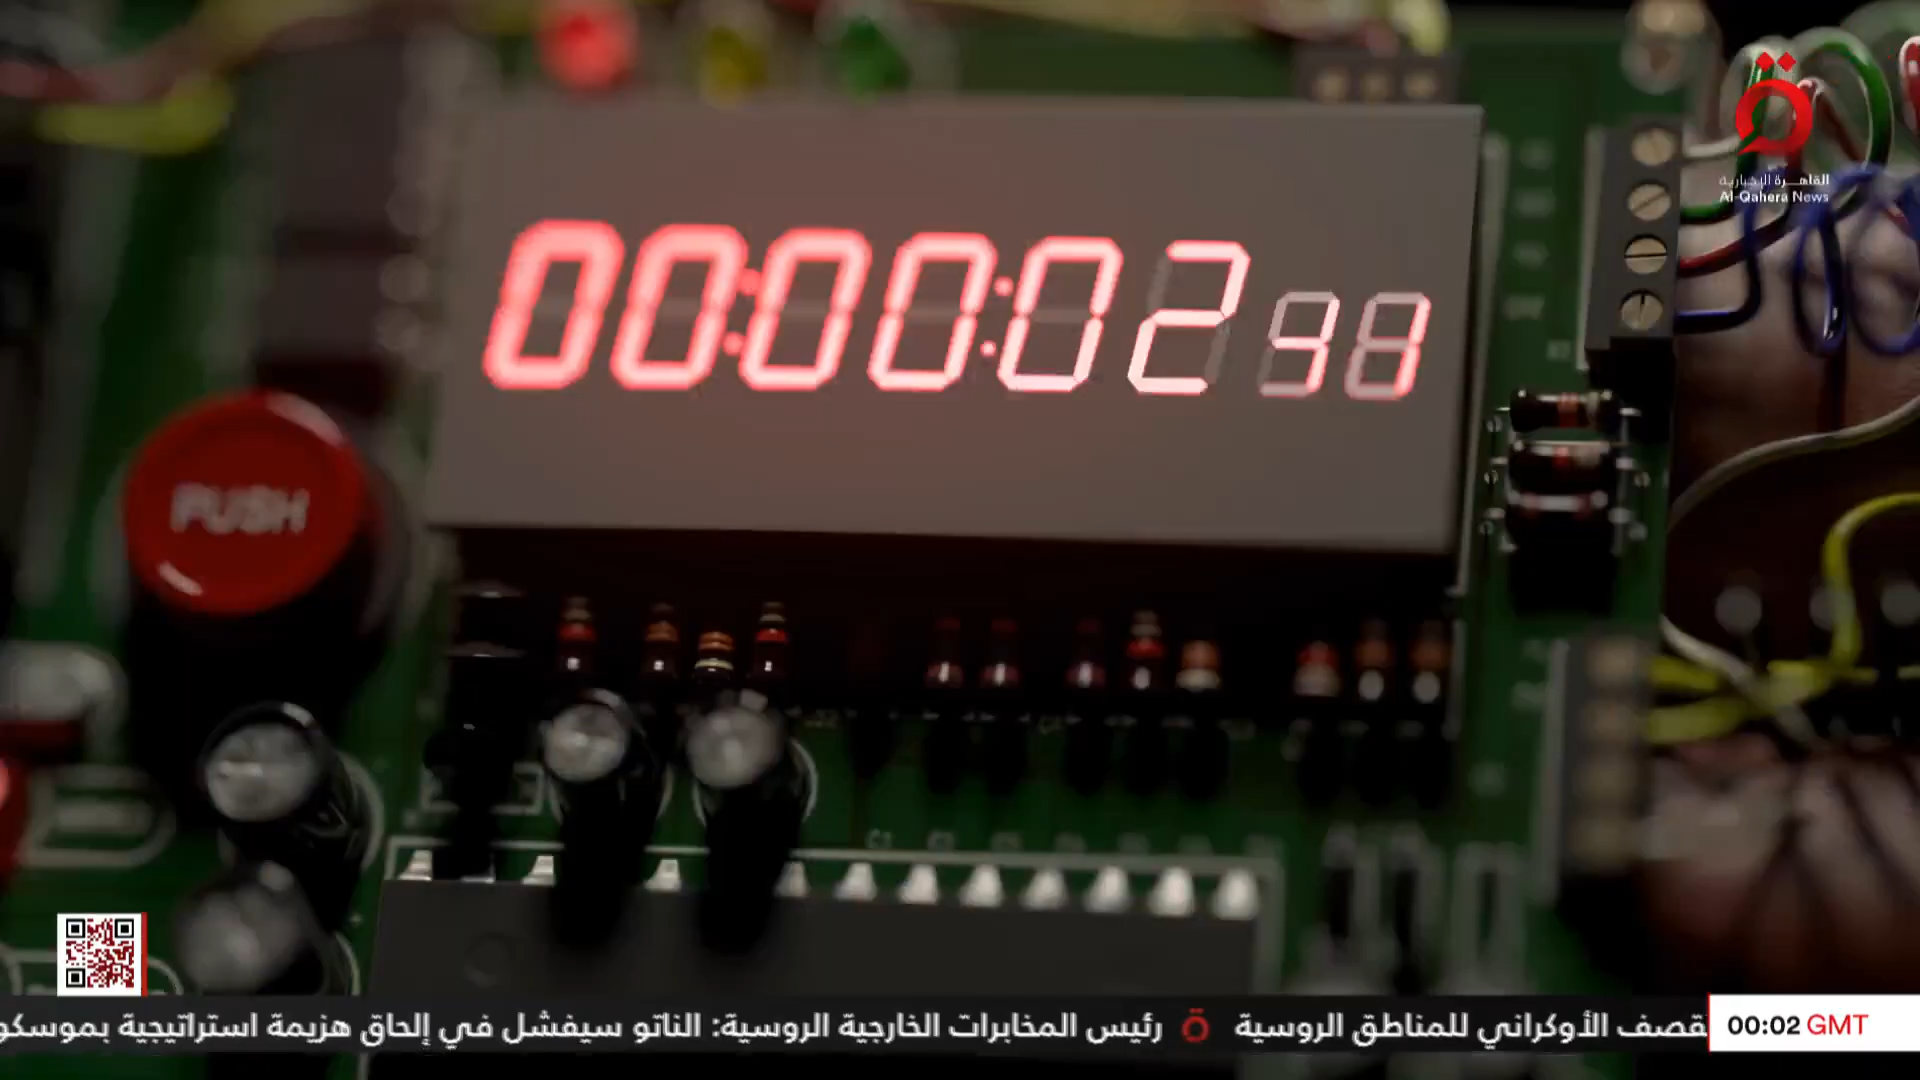 القاهرة الإخبارية
Al-Qahera News
00:00:02
PUSH
قصف الأوكراني للمناطق الروسية رئيس المخابرات الخارجية الروسية: الناتو سيفشل في إلحاق هزيمة استراتيجية بموسكو
00:02 GMT